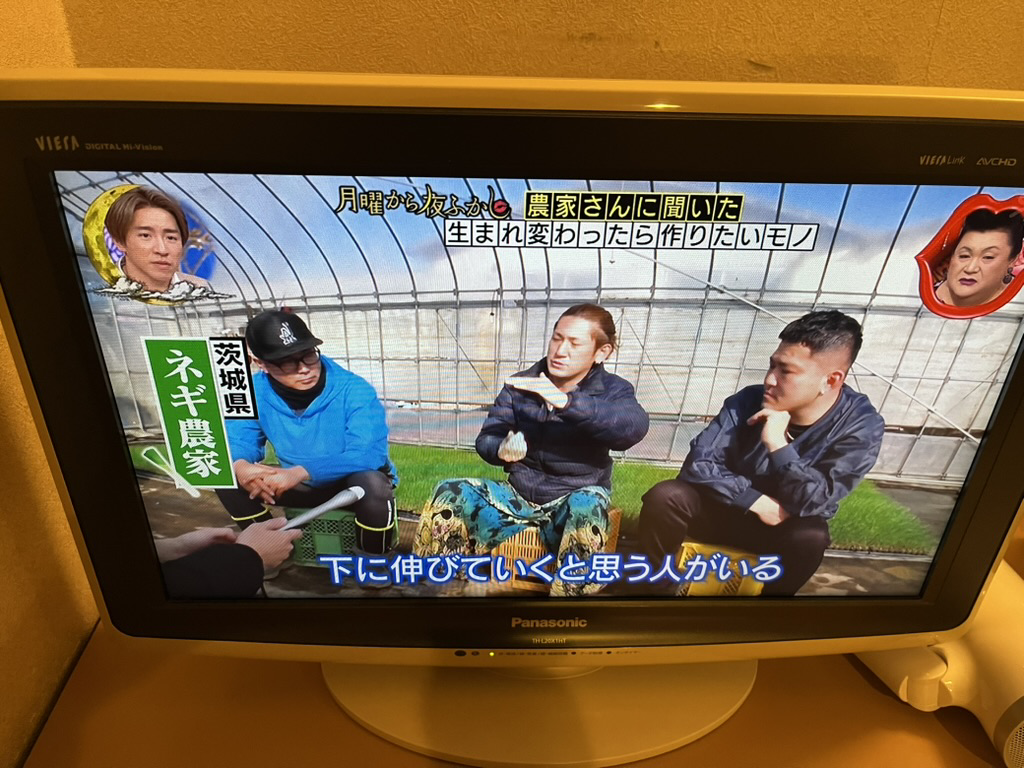 VIERA DIGITAL Hi-Vision
VIERA Link AVCHD
月曜から夜ふかし
農家さんに聞いた
生まれ変わったら作りたいモノ
茨城県
ネギ農家
下に伸びていくと思う人がいる
Panasonic
TH-L20X1HT